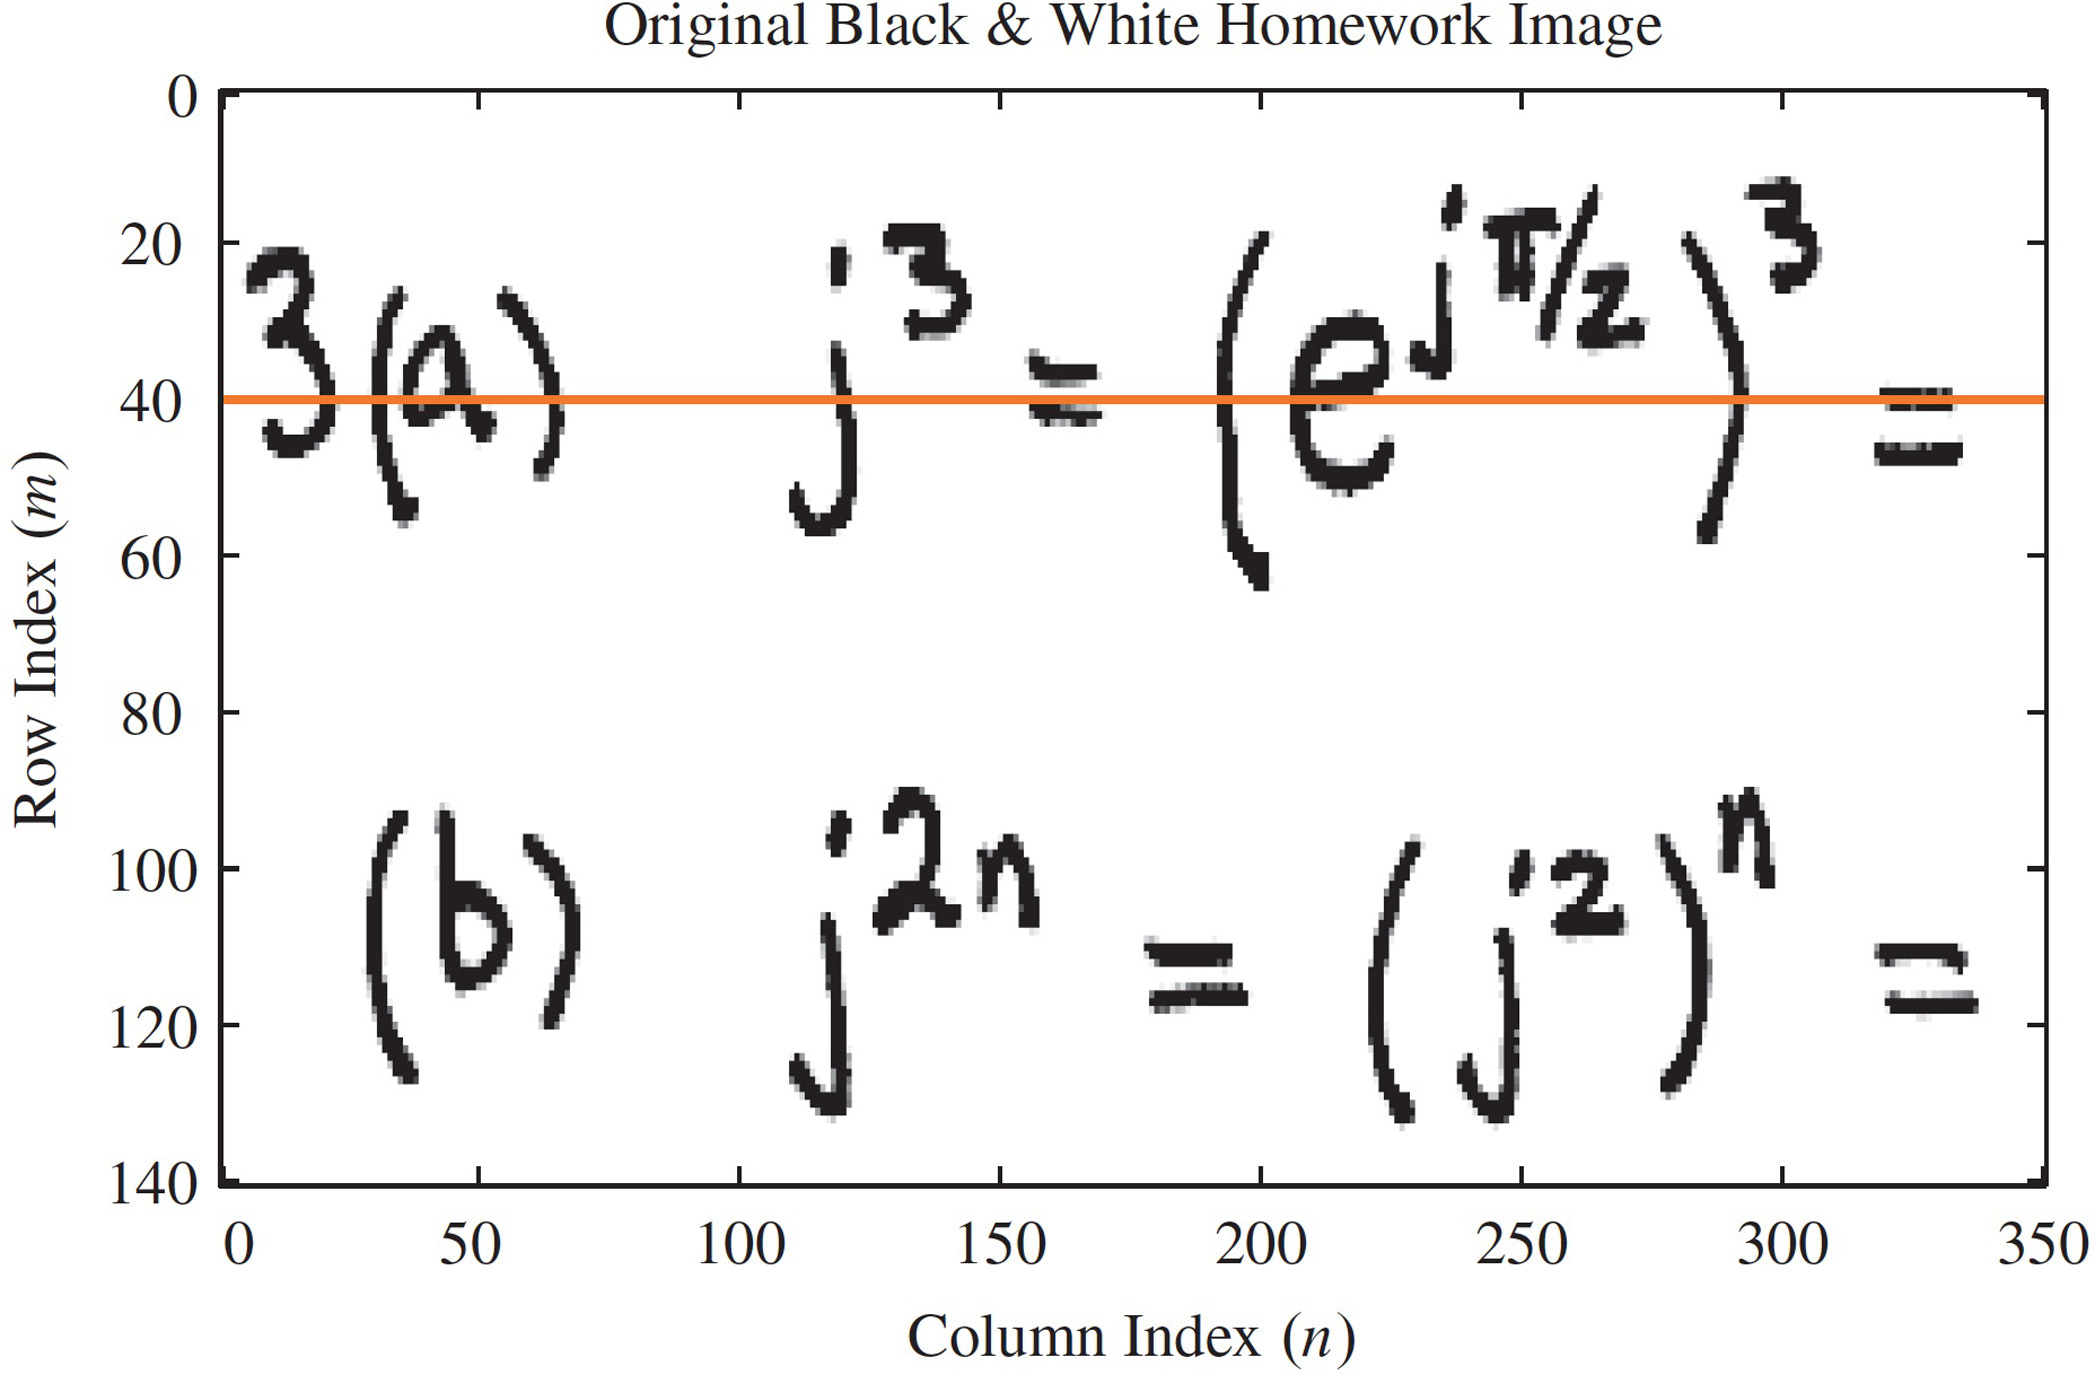 Original Black & White Homework Image
0
20
40
60
80
100
120
140
Row Index (m)
3(a) j³ = (e^{jπ/2})³ =
(b) j²ⁿ = (j²)ⁿ =
0 50 100 150 200 250 300 350
Column Index (n)